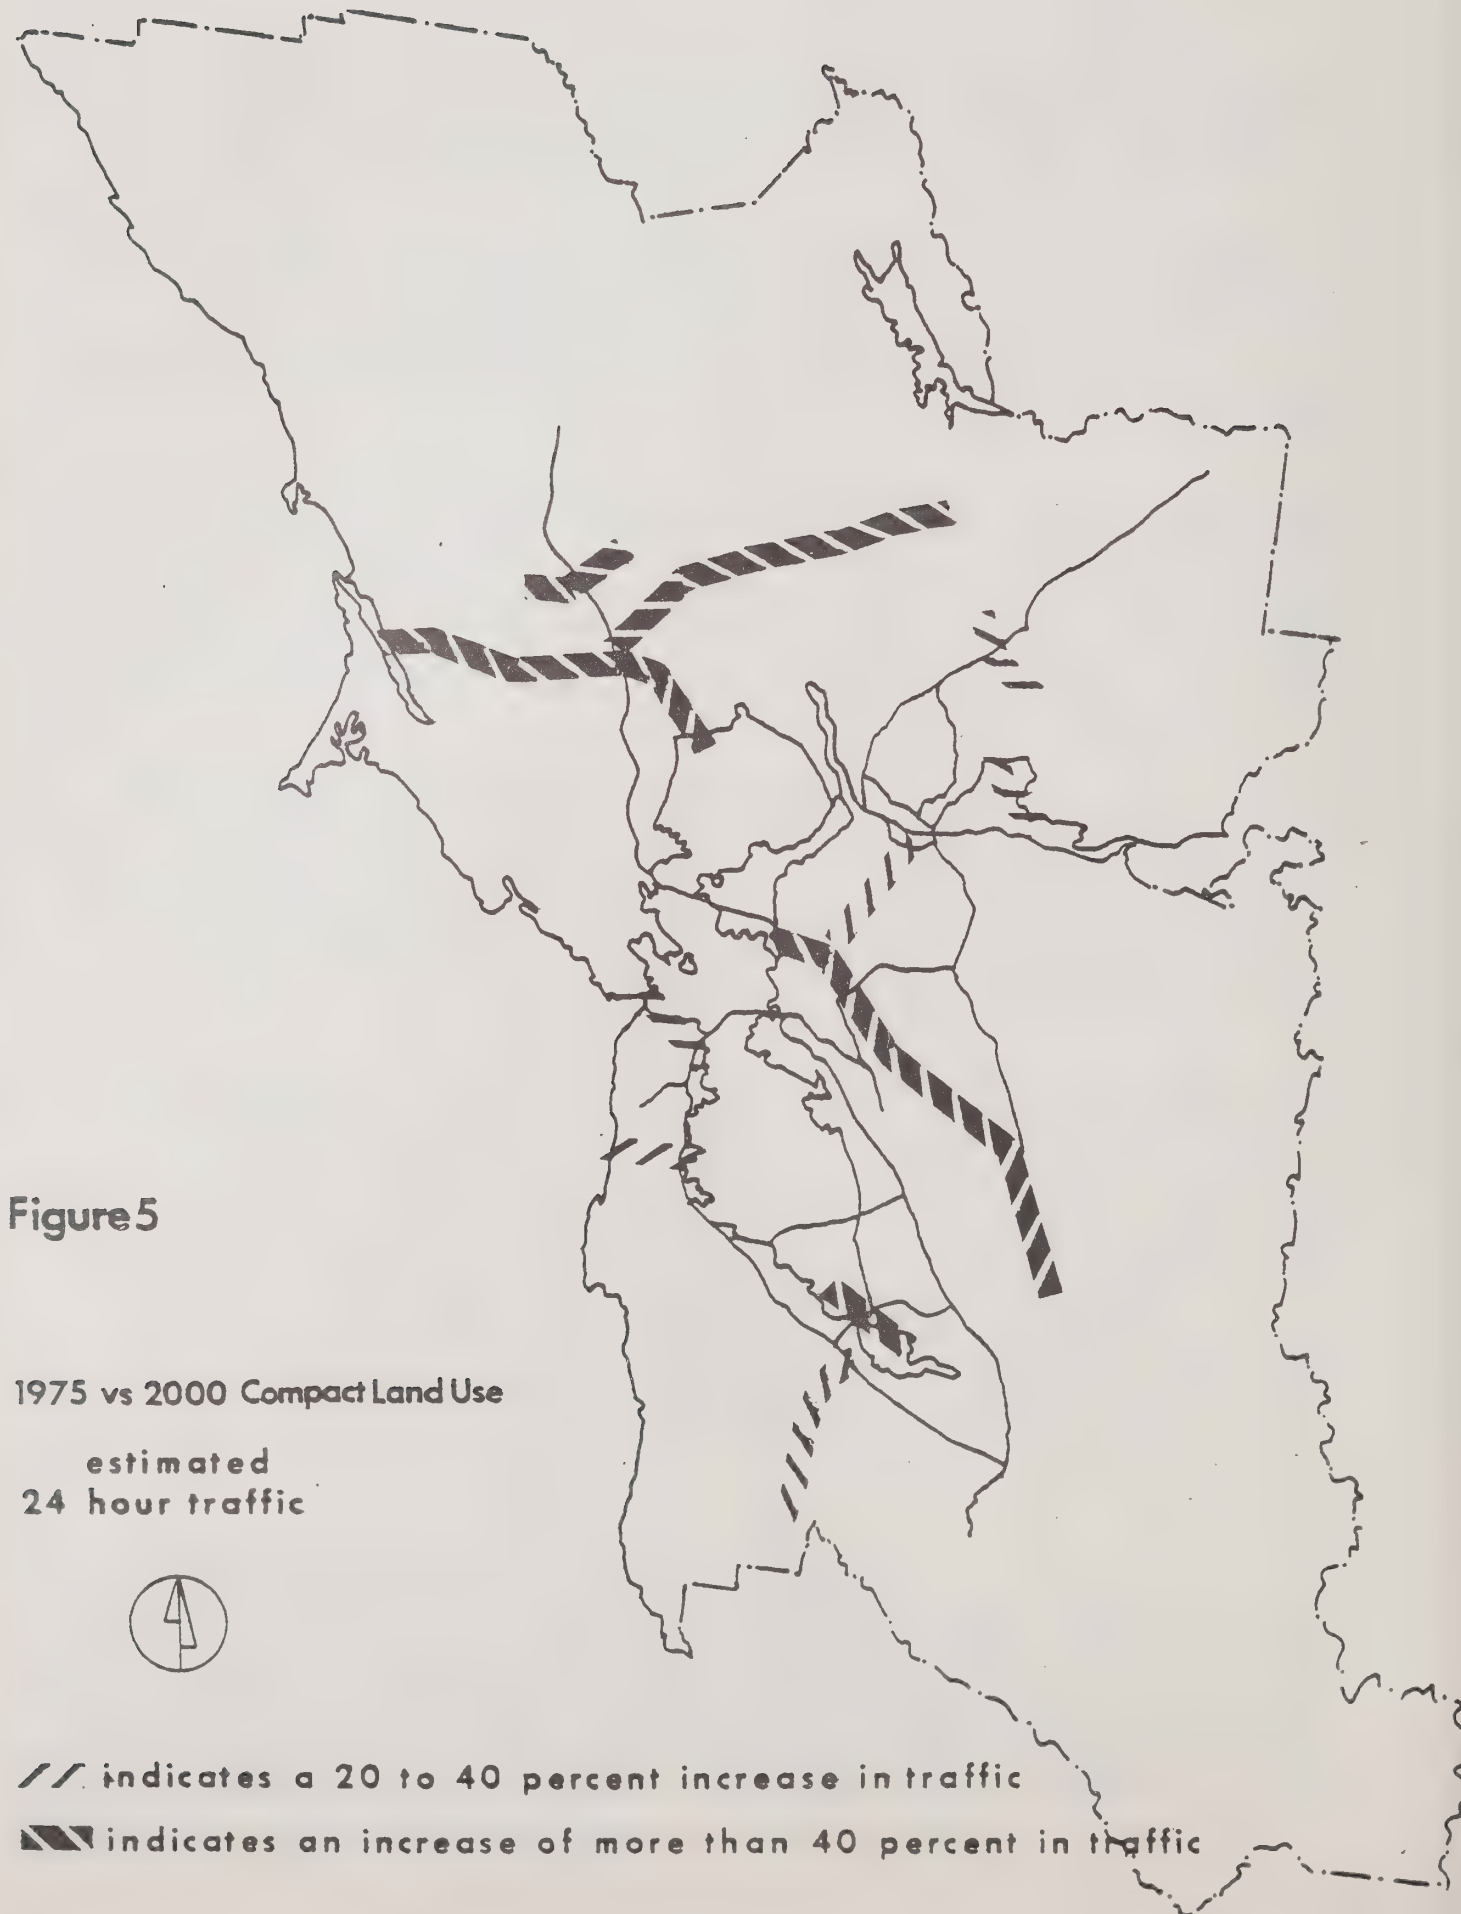 Figure 5
1975 vs 2000 Compact Land Use
estimated
24 hour traffic
// indicates a 20 to 40 percent increase in traffic
indicates an increase of more than 40 percent in traffic